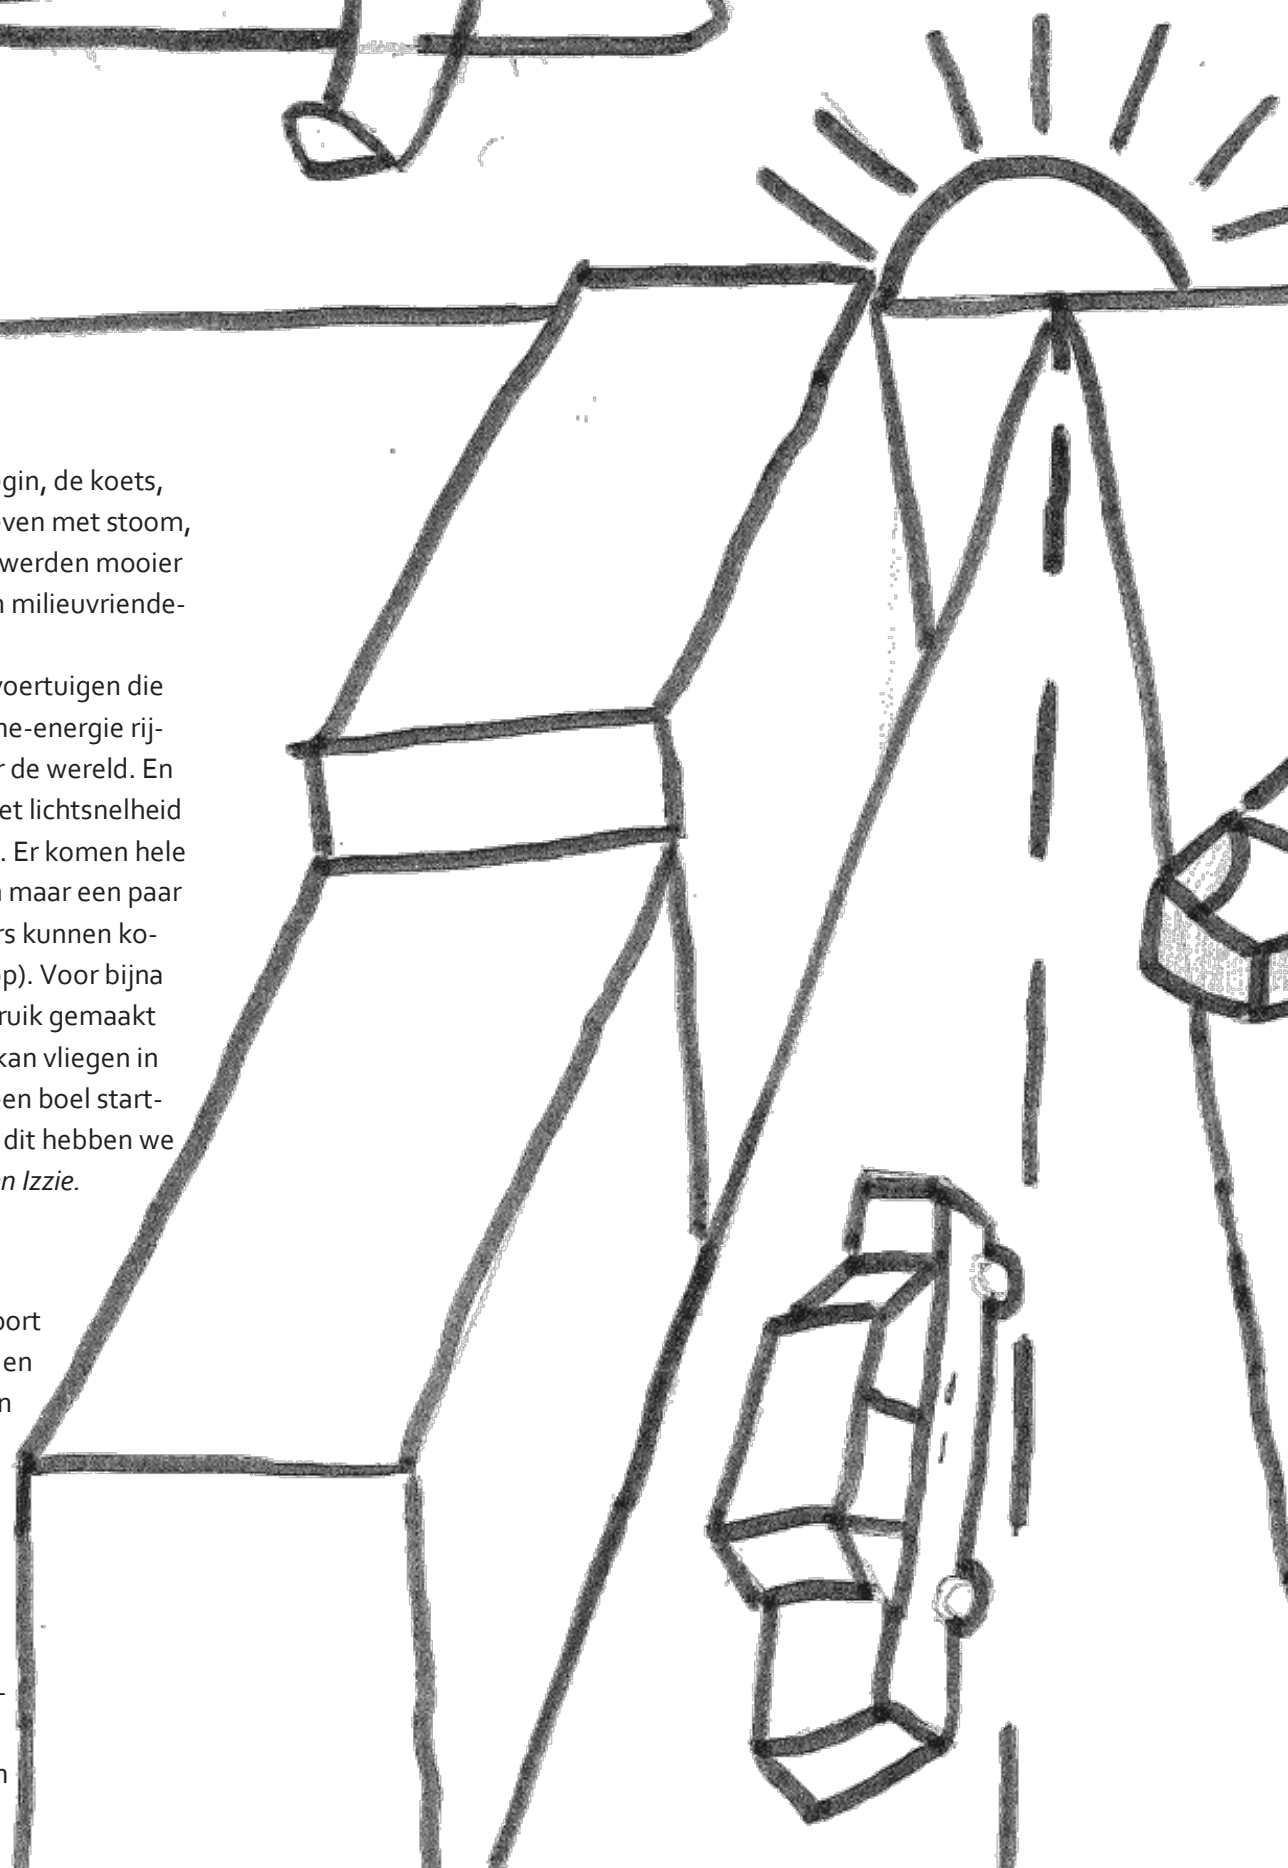 gin, de koets,
ven met stoom,
werden mooier
milieuvriende-
voertuigen die
ne-energie rij-
de wereld. En
et lichtsnelheid
. Er komen hele
maar een paar
rs kunnen ko-
op). Voor bijna
ruik gemaakt
kan vliegen in
en boel start-
dit hebben we
n Izzie.
port
en
n
-
n